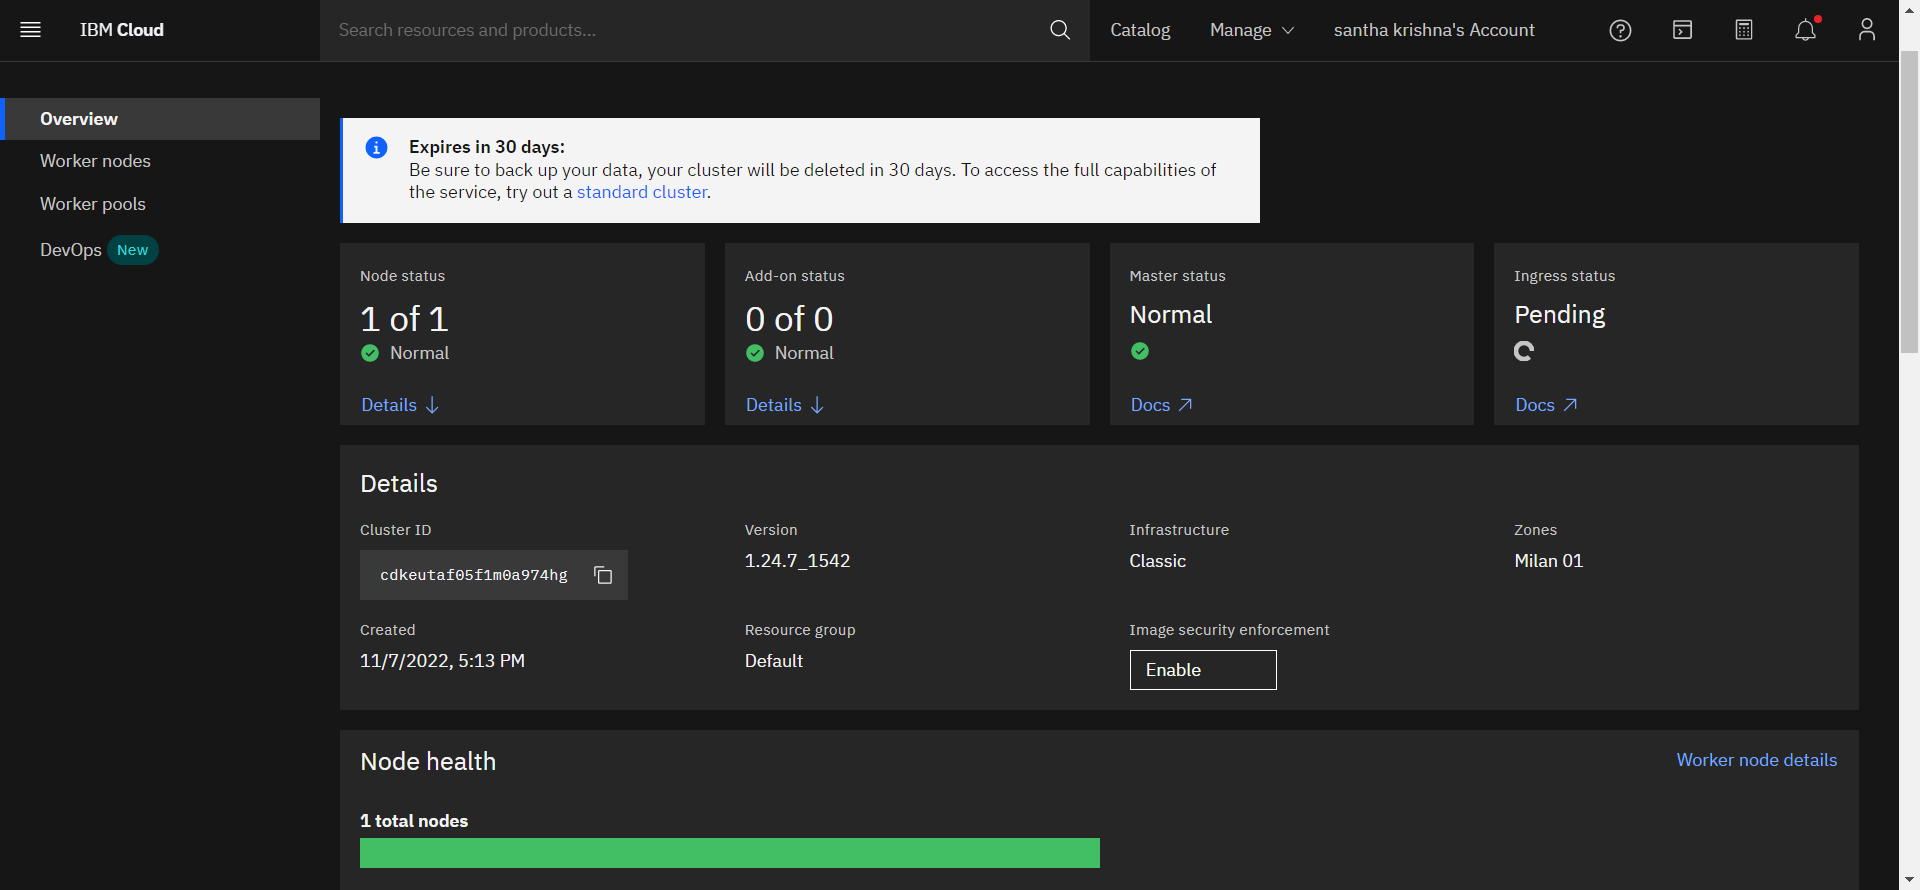 IBM Cloud
Search resources and products...
Catalog
Manage
santha krishna's Account
Overview
Worker nodes
Worker pools
DevOps New
Expires in 30 days:
Be sure to back up your data, your cluster will be deleted in 30 days. To access the full capabilities of
the service, try out a standard cluster.
Node status
1 of 1
Normal
Details
Add-on status
0 of 0
Normal
Details
Master status
Normal
Docs
Ingress status
Pending
Docs
Details
Cluster ID
cdkeutaf05f1m0a974hg
Version
1.24.7_1542
Infrastructure
Classic
Zones
Milan 01
Created
11/7/2022, 5:13 PM
Resource group
Default
Image security enforcement
Enable
Node health
Worker node details
1 total nodes